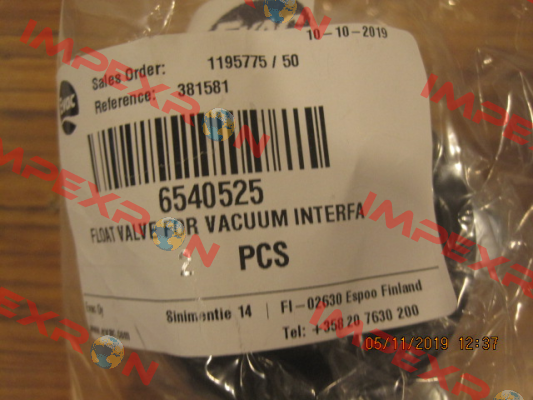 10-10-2019
Sales Order: 1195775 / 50
Reference: 381581
6540525
FLOAT VALVE FOR VACUUM INTERFA
2 PCS
Sinimentie 14 | FI-02630 Espoo Finland
Tel: +358 20 7630 200
05/11/2019 12:37
IMPEXRON